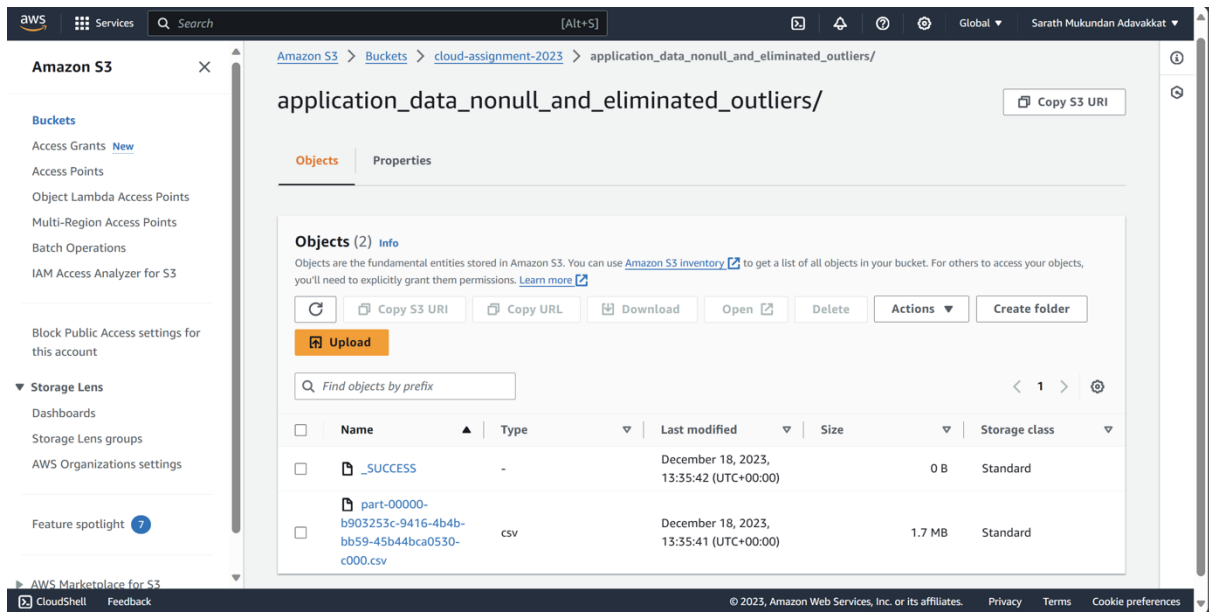 aws Services Search [Alt+S] Global Sarath Mukundan Adavakkat
Amazon S3
Buckets
Access Grants New
Access Points
Object Lambda Access Points
Multi-Region Access Points
Batch Operations
IAM Access Analyzer for S3
Block Public Access settings for
this account
Storage Lens
Dashboards
Storage Lens groups
AWS Organizations settings
Feature spotlight 7
AWS Marketplace for S3
Amazon S3 > Buckets > cloud-assignment-2023 > application_data_nonull_and_eliminated_outliers/
application_data_nonull_and_eliminated_outliers/
Copy S3 URI
Objects Properties
Objects (2) Info
Objects are the fundamental entities stored in Amazon S3. You can use Amazon S3 inventory to get a list of all objects in your bucket. For others to access your objects,
you'll need to explicitly grant them permissions. Learn more
Copy S3 URI Copy URL Download Open Delete Actions Create folder
Upload
Find objects by prefix
1
Name Type Last modified Size Storage class
_SUCCESS - December 18, 2023, 0 B Standard
13:35:42 (UTC+00:00)
part-00000-
b903253c-9416-4b4b-
bb59-45b44bca0530-
c000.csv
csv
December 18, 2023,
13:35:41 (UTC+00:00)
1.7 MB
Standard
CloudShell Feedback © 2023, Amazon Web Services, Inc. or its affiliates. Privacy Terms Cookie preferences